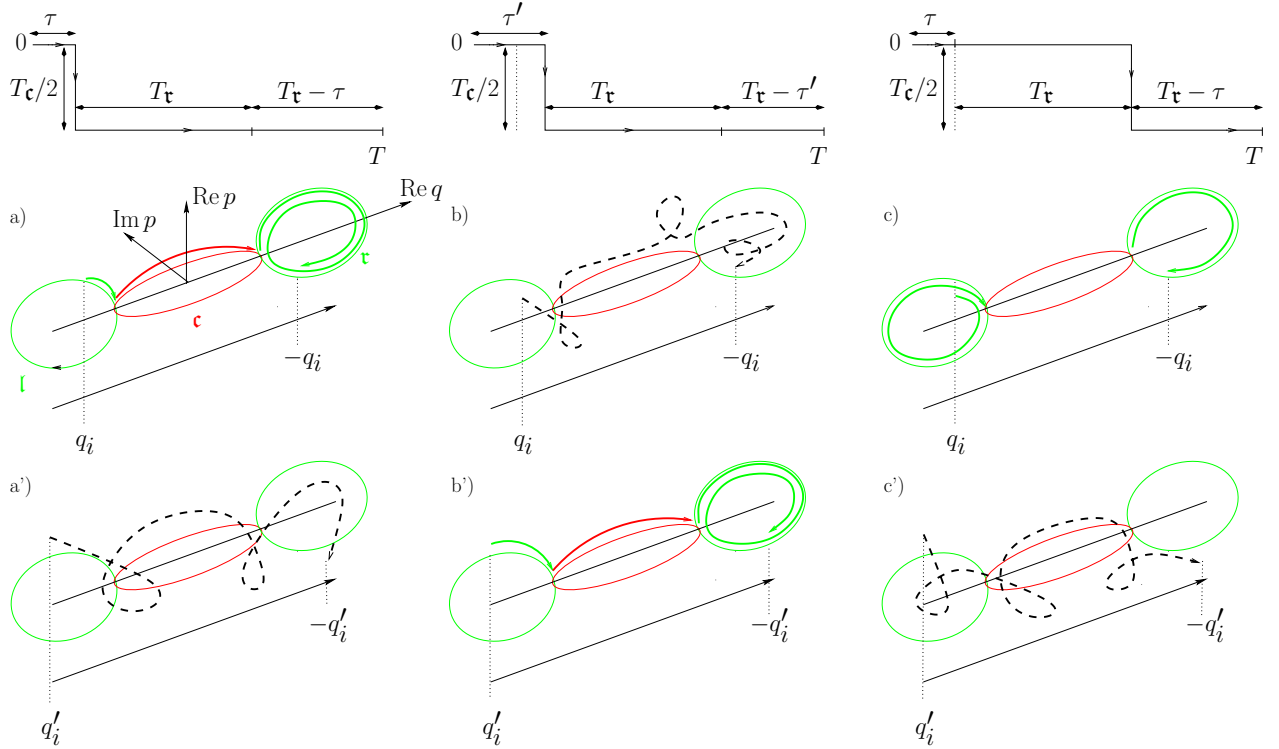 τ τ′ τ
0 0 0
T𝔠/2 T𝔯 T𝔯 − τ T𝔠/2 T𝔯 T𝔯 − τ′ T𝔠/2 T𝔯 T𝔯 − τ
T T T
a) Im p Re p Re q b) c)
𝔯
𝔠
𝔩 −q_i −q_i −q_i
q_i q_i q_i
a') b') c')
−q′_i −q′_i −q′_i
q′_i q′_i q′_i